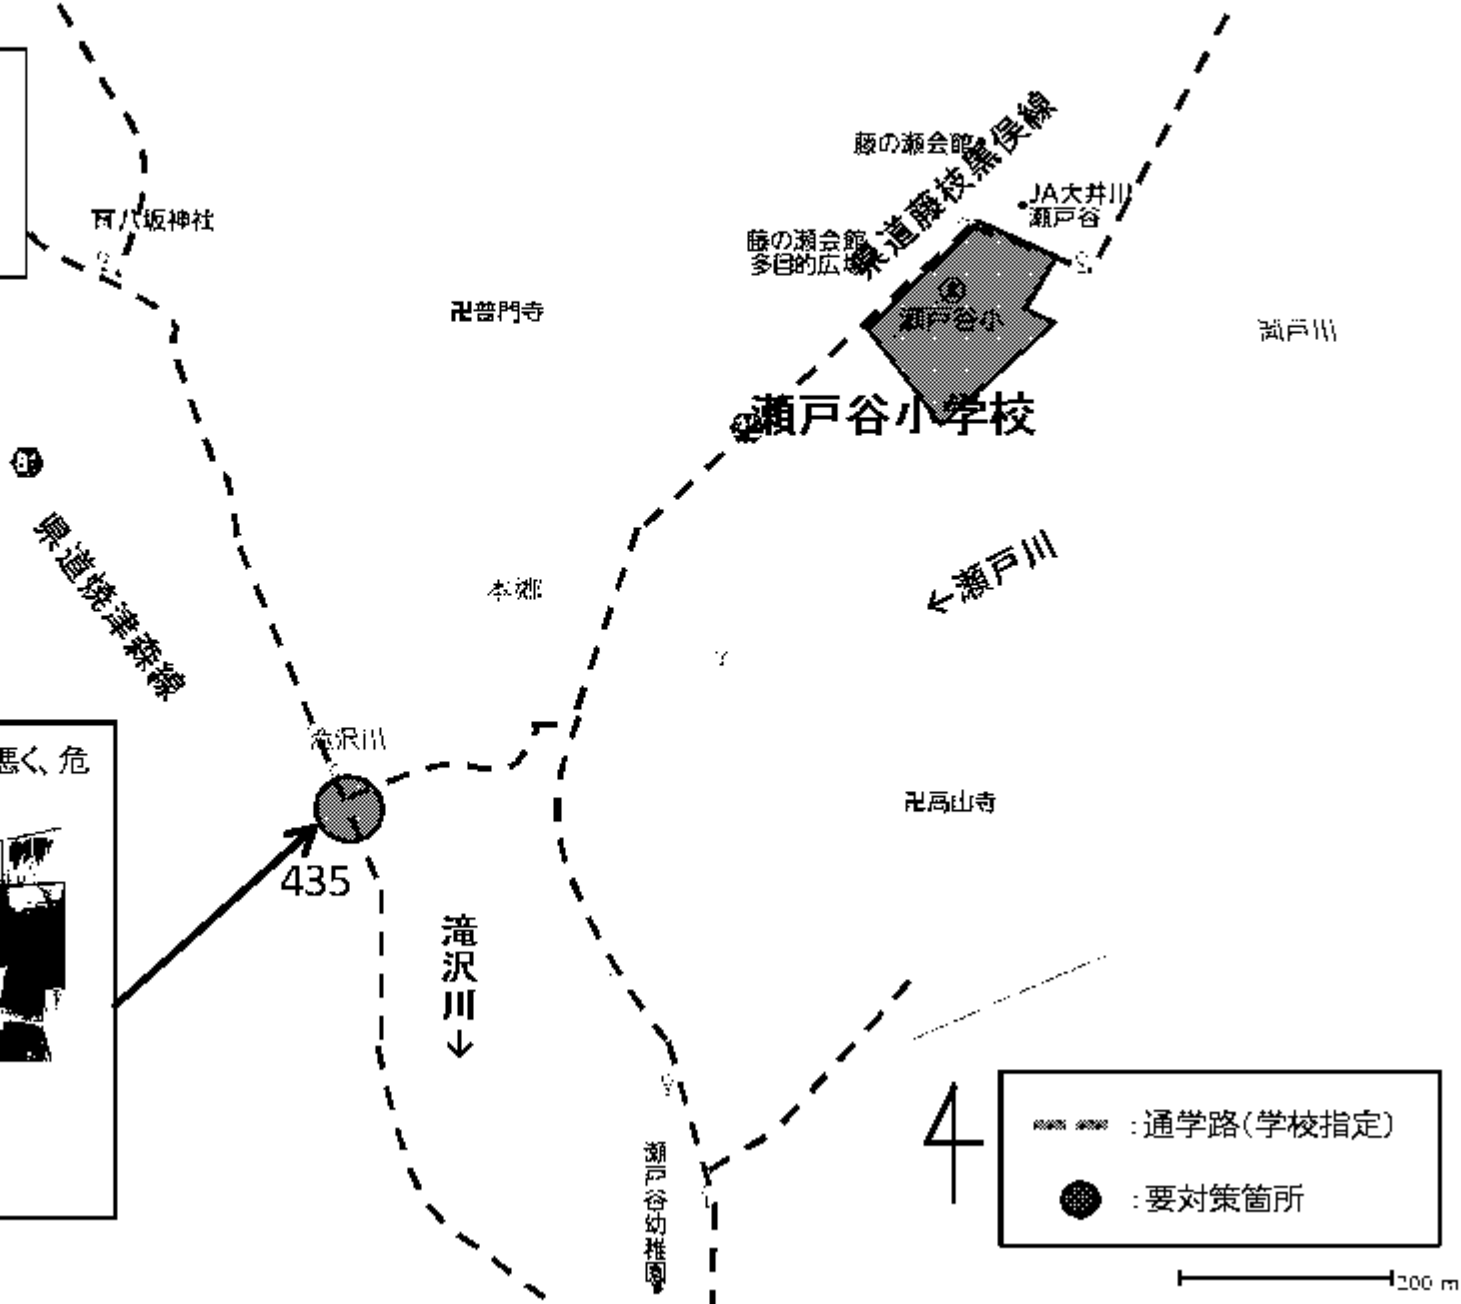 県道藤枝黒俣線
藤の瀬会館
JA大井川
瀬戸谷
八坂神社
藤の瀬会館
多目的広場
卍普門寺
瀬戸谷小
瀬戸川
瀬戸谷小学校
県道焼津森線
←瀬戸川
本郷
滝沢川
悪く、危
卍高山寺
435
滝沢川→
：通学路(学校指定)
瀬戸谷幼稚園
：要対策箇所
200 m